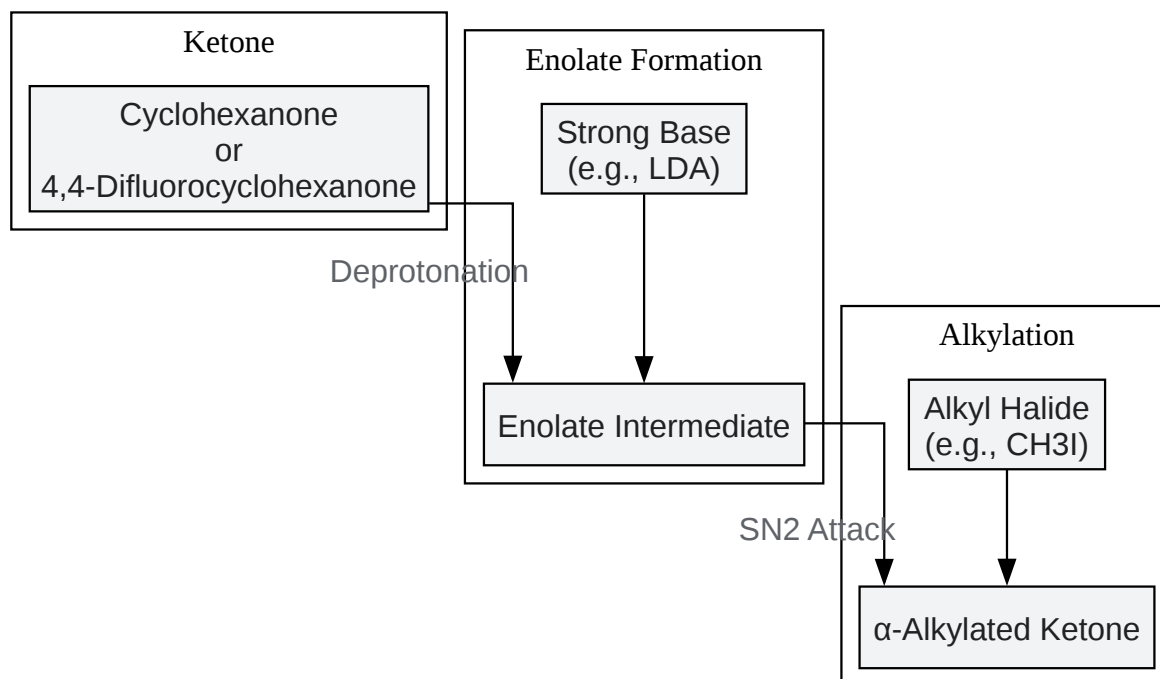 Ketone
Cyclohexanone
or
4,4-Difluorocyclohexanone
Enolate Formation
Strong Base
(e.g., LDA)
Deprotonation
Enolate Intermediate
Alkylation
Alkyl Halide
(e.g., CH3I)
SN2 Attack
α-Alkylated Ketone